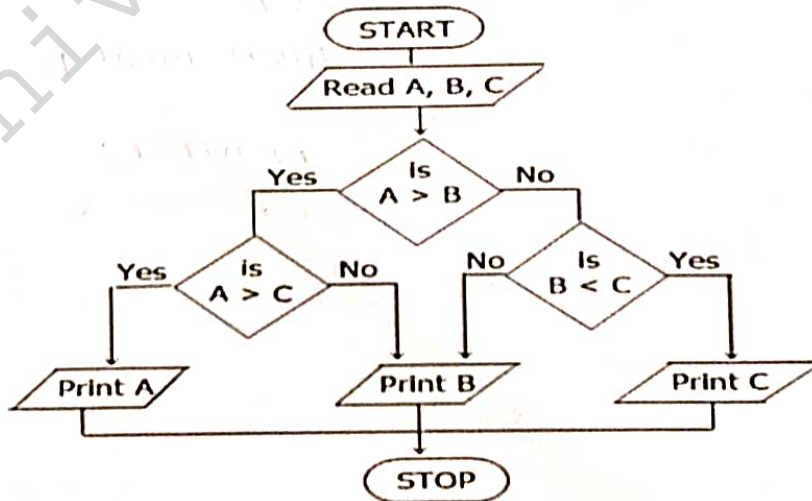 START
Read A, B, C
Is
A > B
Yes
No
is
A > C
Yes
No
Is
B < C
No
Yes
Print A
Print B
Print C
STOP